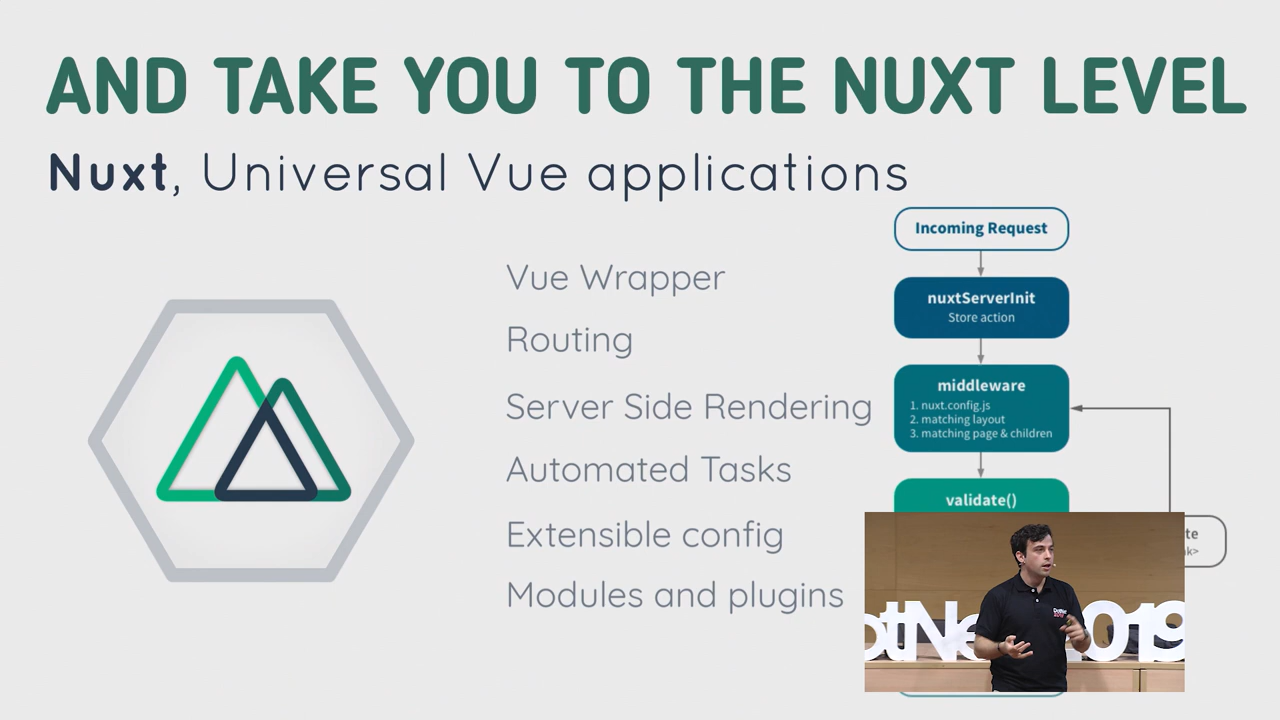 AND TAKE YOU TO THE NUXT LEVEL
Nuxt, Universal Vue applications
Vue Wrapper
Routing
Server Side Rendering
Automated Tasks
Extensible config
Modules and plugins
Incoming Request
nuxtServerInit
Store action
middleware
1. nuxt.config.js
2. matching layout
3. matching page & children
validate()
2019